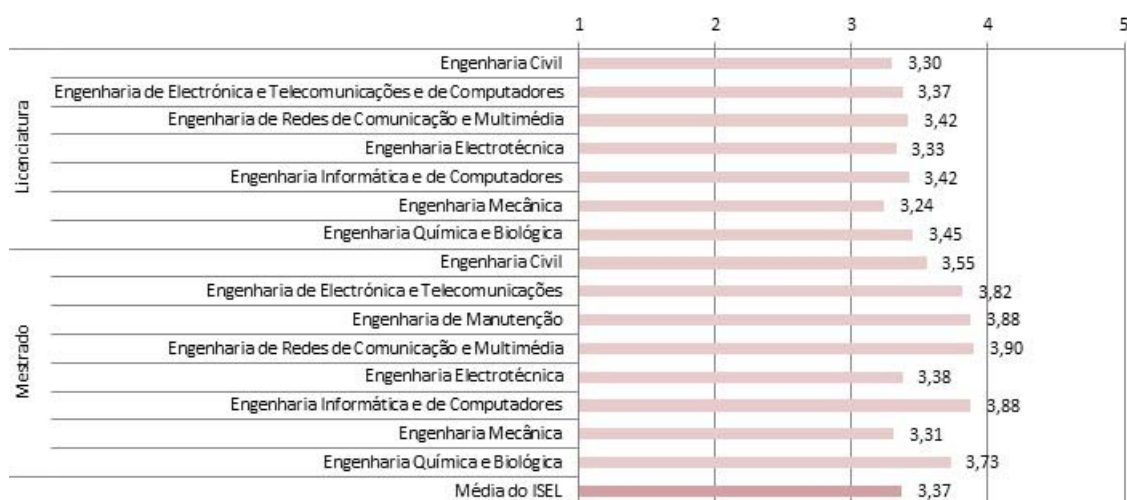 1 2 3 4 5
Licenciatura
Engenharia Civil 3,30
Engenharia de Electrónica e Telecomunicações e de Computadores 3,37
Engenharia de Redes de Comunicação e Multimédia 3,42
Engenharia Electrotécnica 3,33
Engenharia Informática e de Computadores 3,42
Engenharia Mecânica 3,24
Engenharia Química e Biológica 3,45
Mestrado
Engenharia Civil 3,55
Engenharia de Electrónica e Telecomunicações 3,82
Engenharia de Manutenção 3,88
Engenharia de Redes de Comunicação e Multimédia 3,90
Engenharia Electrotécnica 3,38
Engenharia Informática e de Computadores 3,88
Engenharia Mecânica 3,31
Engenharia Química e Biológica 3,73
Média do ISEL 3,37